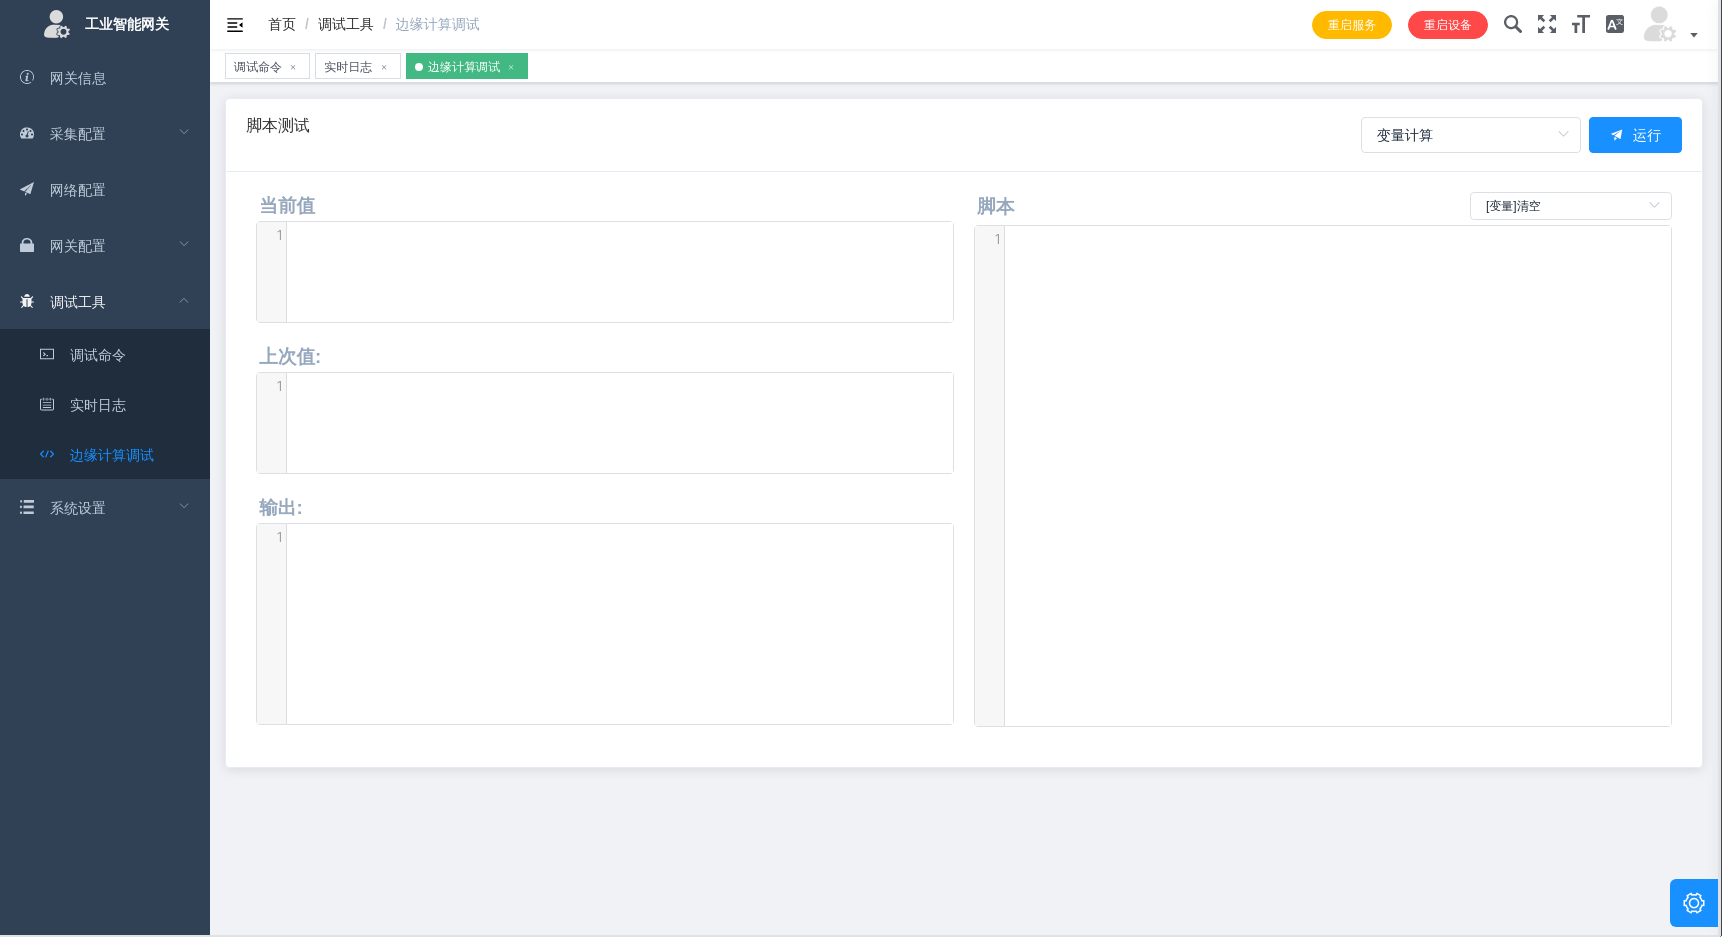 工业智能网关
网关信息
采集配置
网络配置
网关配置
调试工具
调试命令
实时日志
边缘计算调试
系统设置
首页 / 调试工具 / 边缘计算调试
重启服务 重启设备
调试命令 × 实时日志 × 边缘计算调试 ×
脚本测试
变量计算 运行
当前值
1
上次值:
1
输出:
1
脚本 [变量]清空
1